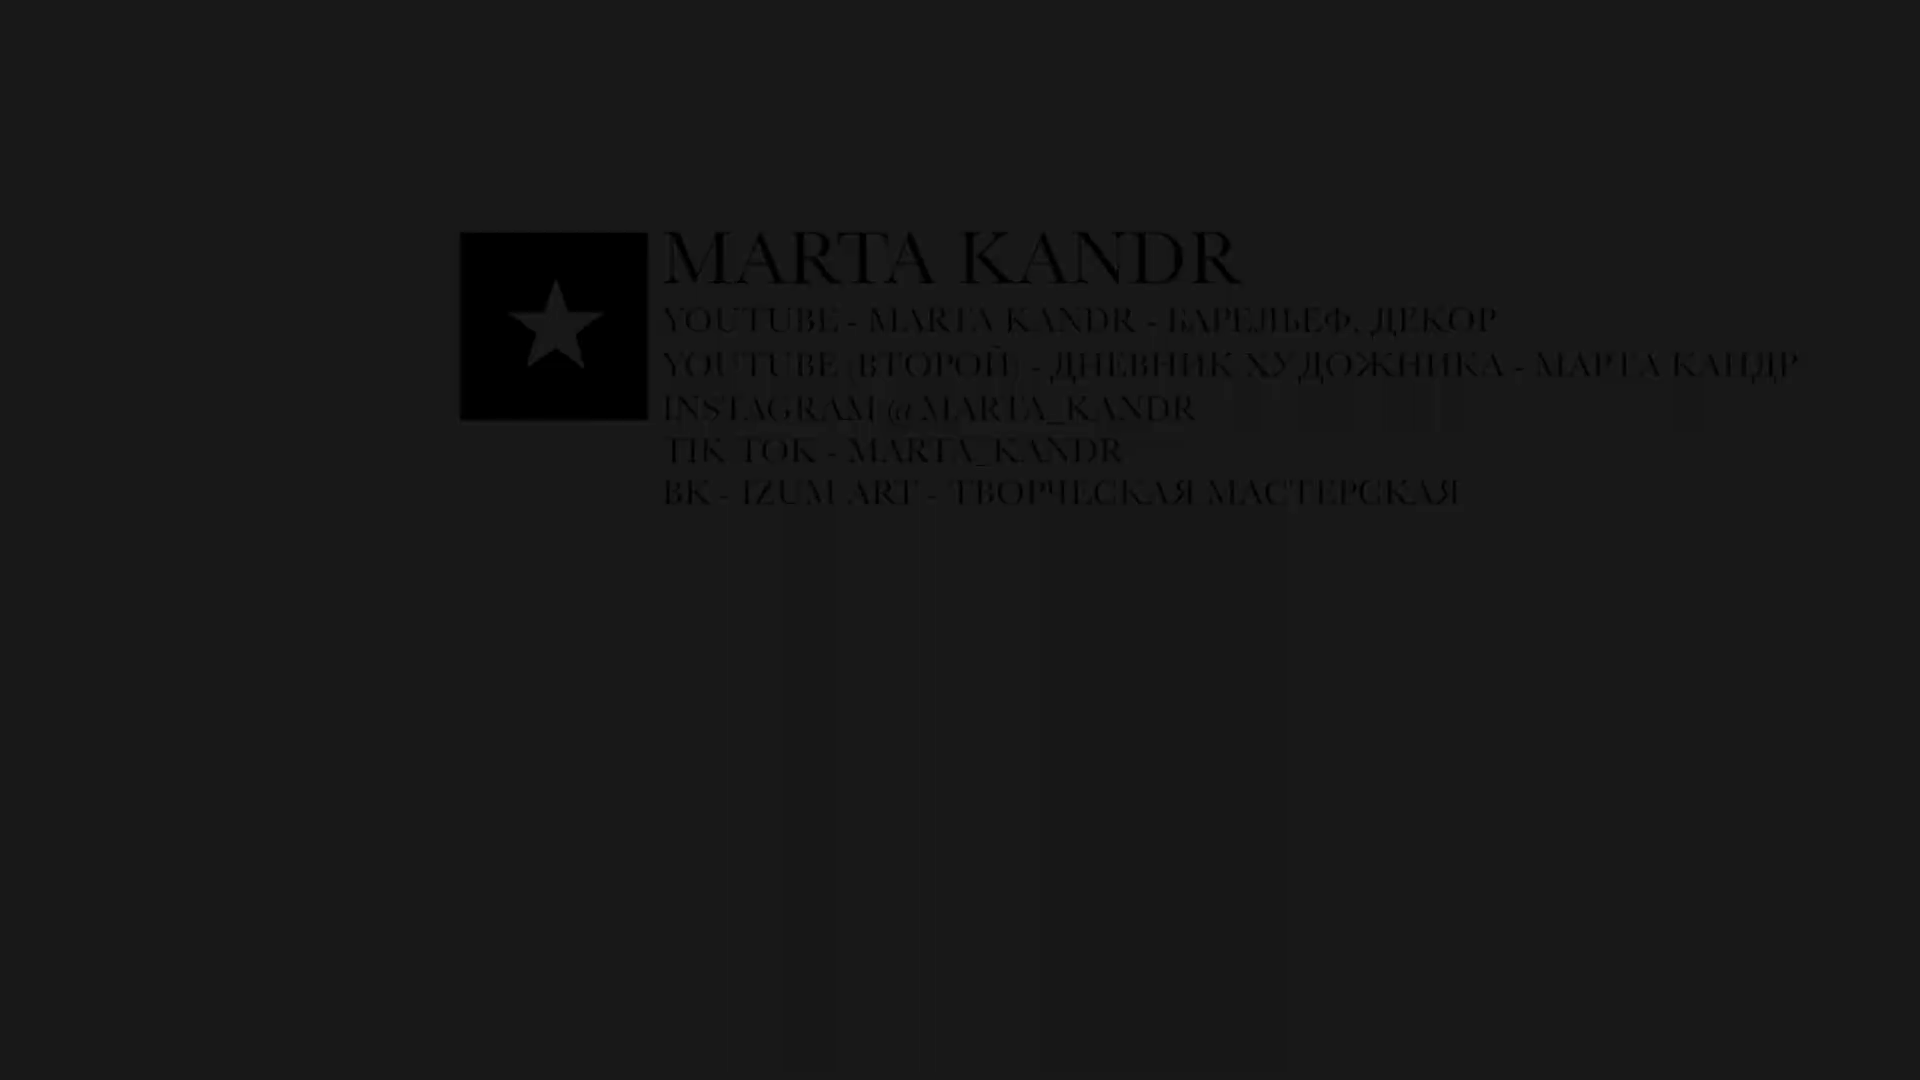 MARTA KANDR
YOUTUBE - MARTA KANDR - БАРЕЛЬЕФ, ДЕКОР
YOUTUBE (ВТОРОЙ) - ДНЕВНИК ХУДОЖНИКА - МАРТА КАНДР
INSTAGRAM @MARTA_KANDR
TIK TOK - MARTA_KANDR
ВК - IZUM ART - ТВОРЧЕСКАЯ МАСТЕРСКАЯ